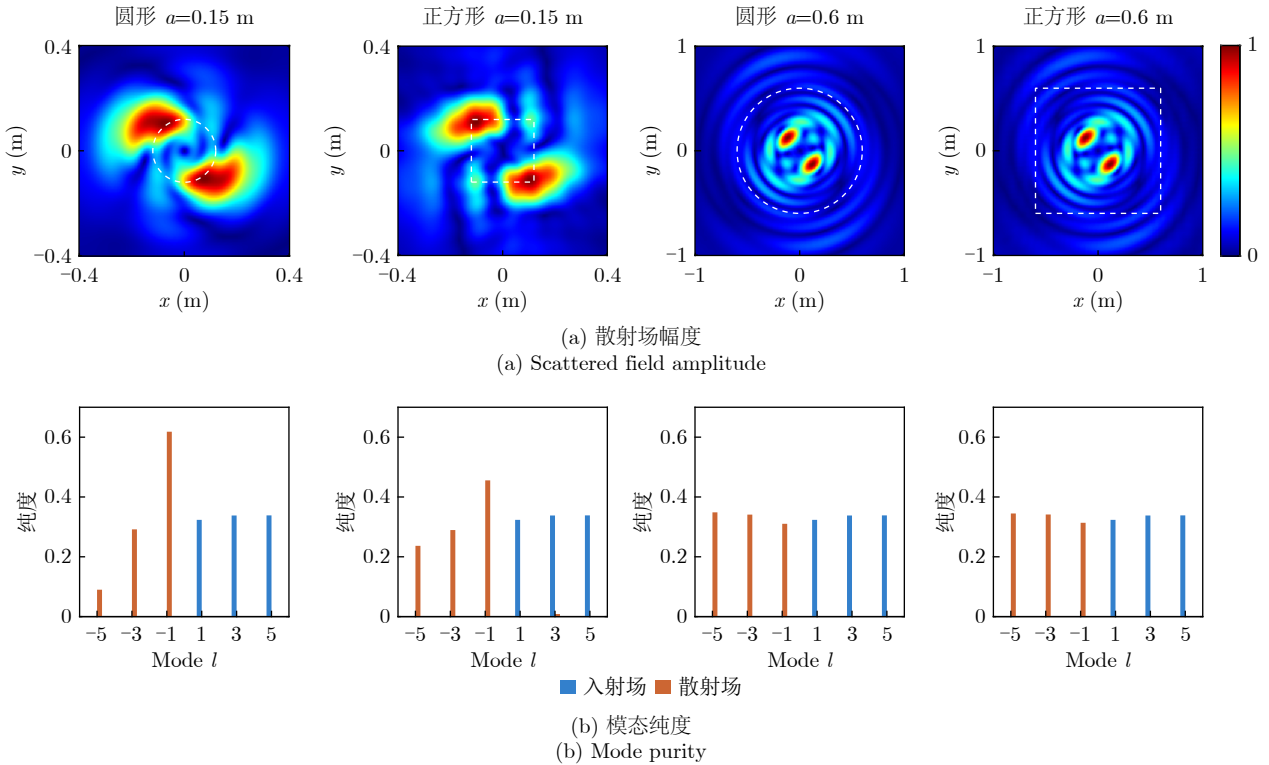 圆形 a=0.15 m
正方形 a=0.15 m
圆形 a=0.6 m
正方形 a=0.6 m
0.4
0
−0.4
y (m)
−0.4 0 0.4
x (m)
0.4
0
−0.4
y (m)
−0.4 0 0.4
x (m)
1
0
−1
y (m)
−1 0 1
x (m)
1
0
−1
y (m)
−1 0 1
x (m)
1
0
(a) 散射场幅度
(a) Scattered field amplitude
0.6
0.4
0.2
0
纯度
−5 −3 −1 1 3 5
Mode l
0.6
0.4
0.2
0
纯度
−5 −3 −1 1 3 5
Mode l
0.6
0.4
0.2
0
纯度
−5 −3 −1 1 3 5
Mode l
0.6
0.4
0.2
0
纯度
−5 −3 −1 1 3 5
Mode l
入射场 散射场
(b) 模态纯度
(b) Mode purity